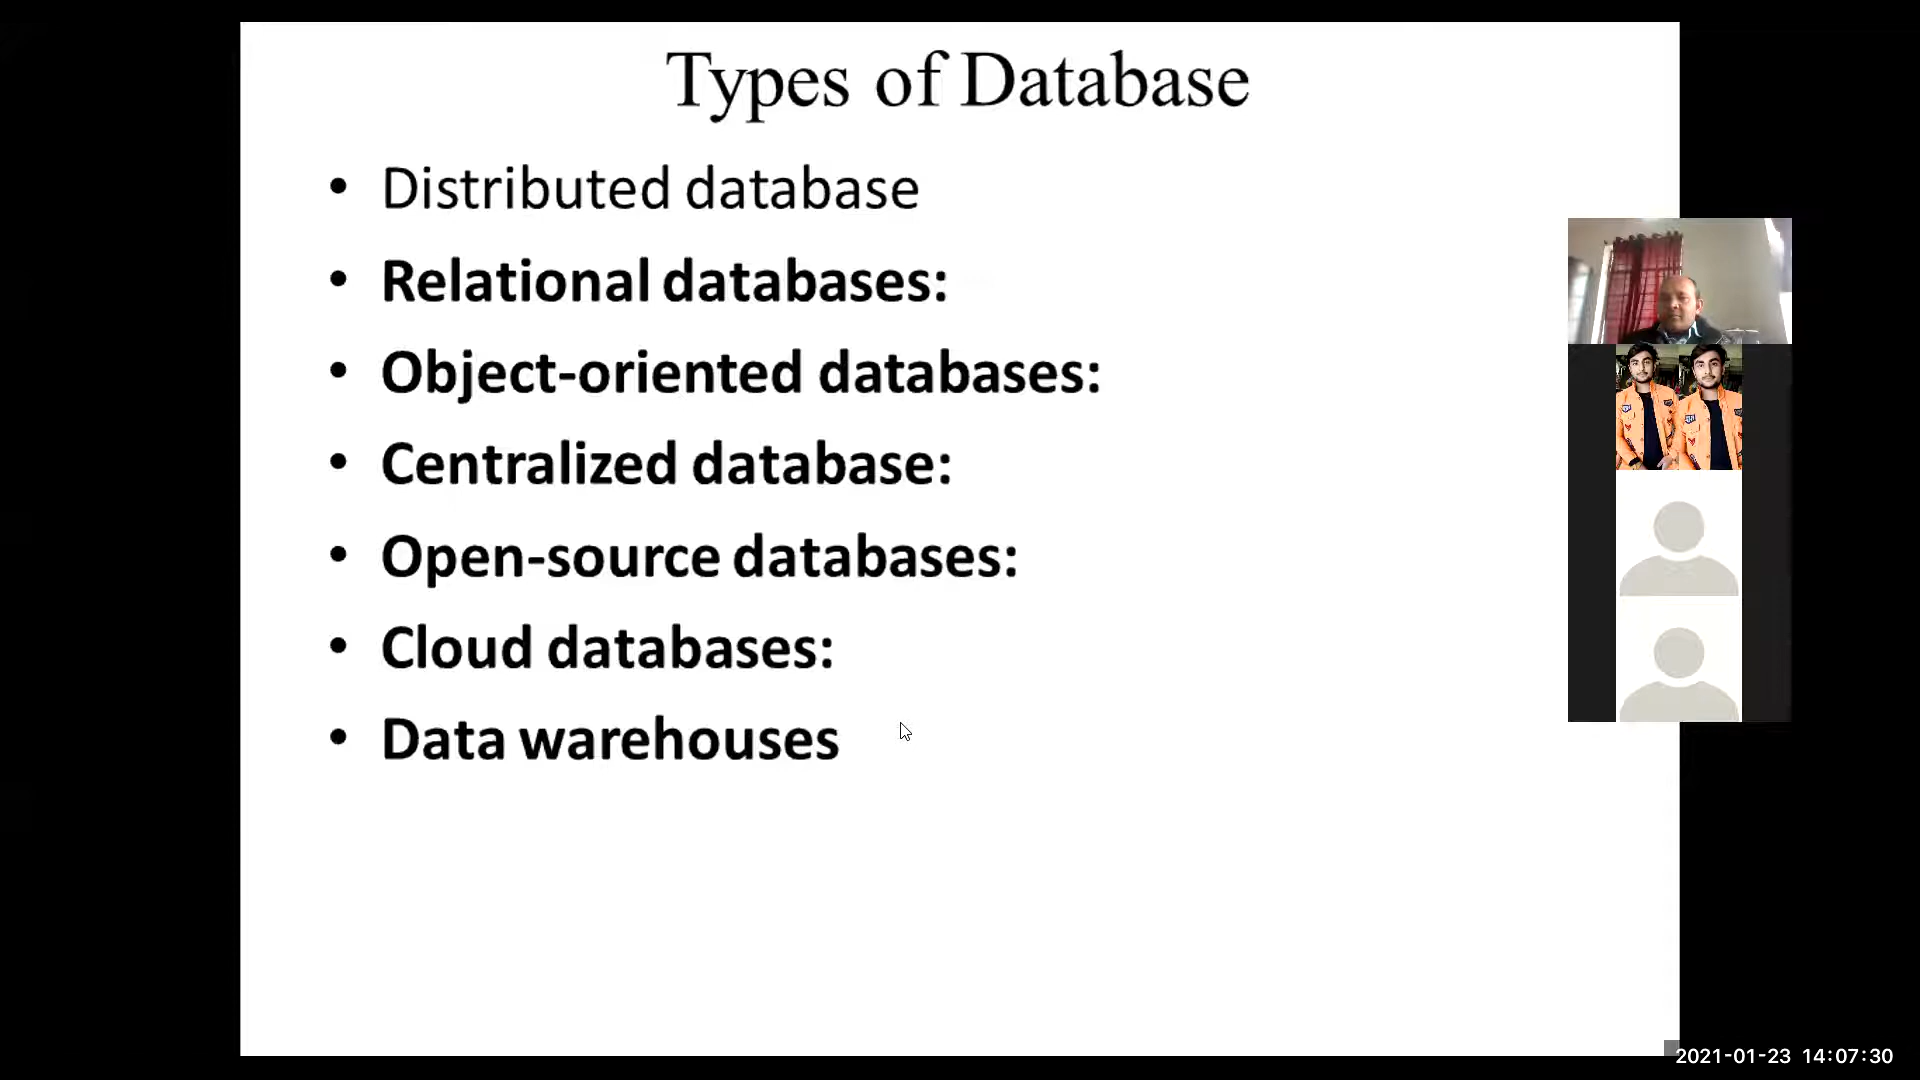 Types of Database
• Distributed database
• Relational databases:
• Object-oriented databases:
• Centralized database:
• Open-source databases:
• Cloud databases:
• Data warehouses
2021-01-23 14:07:30